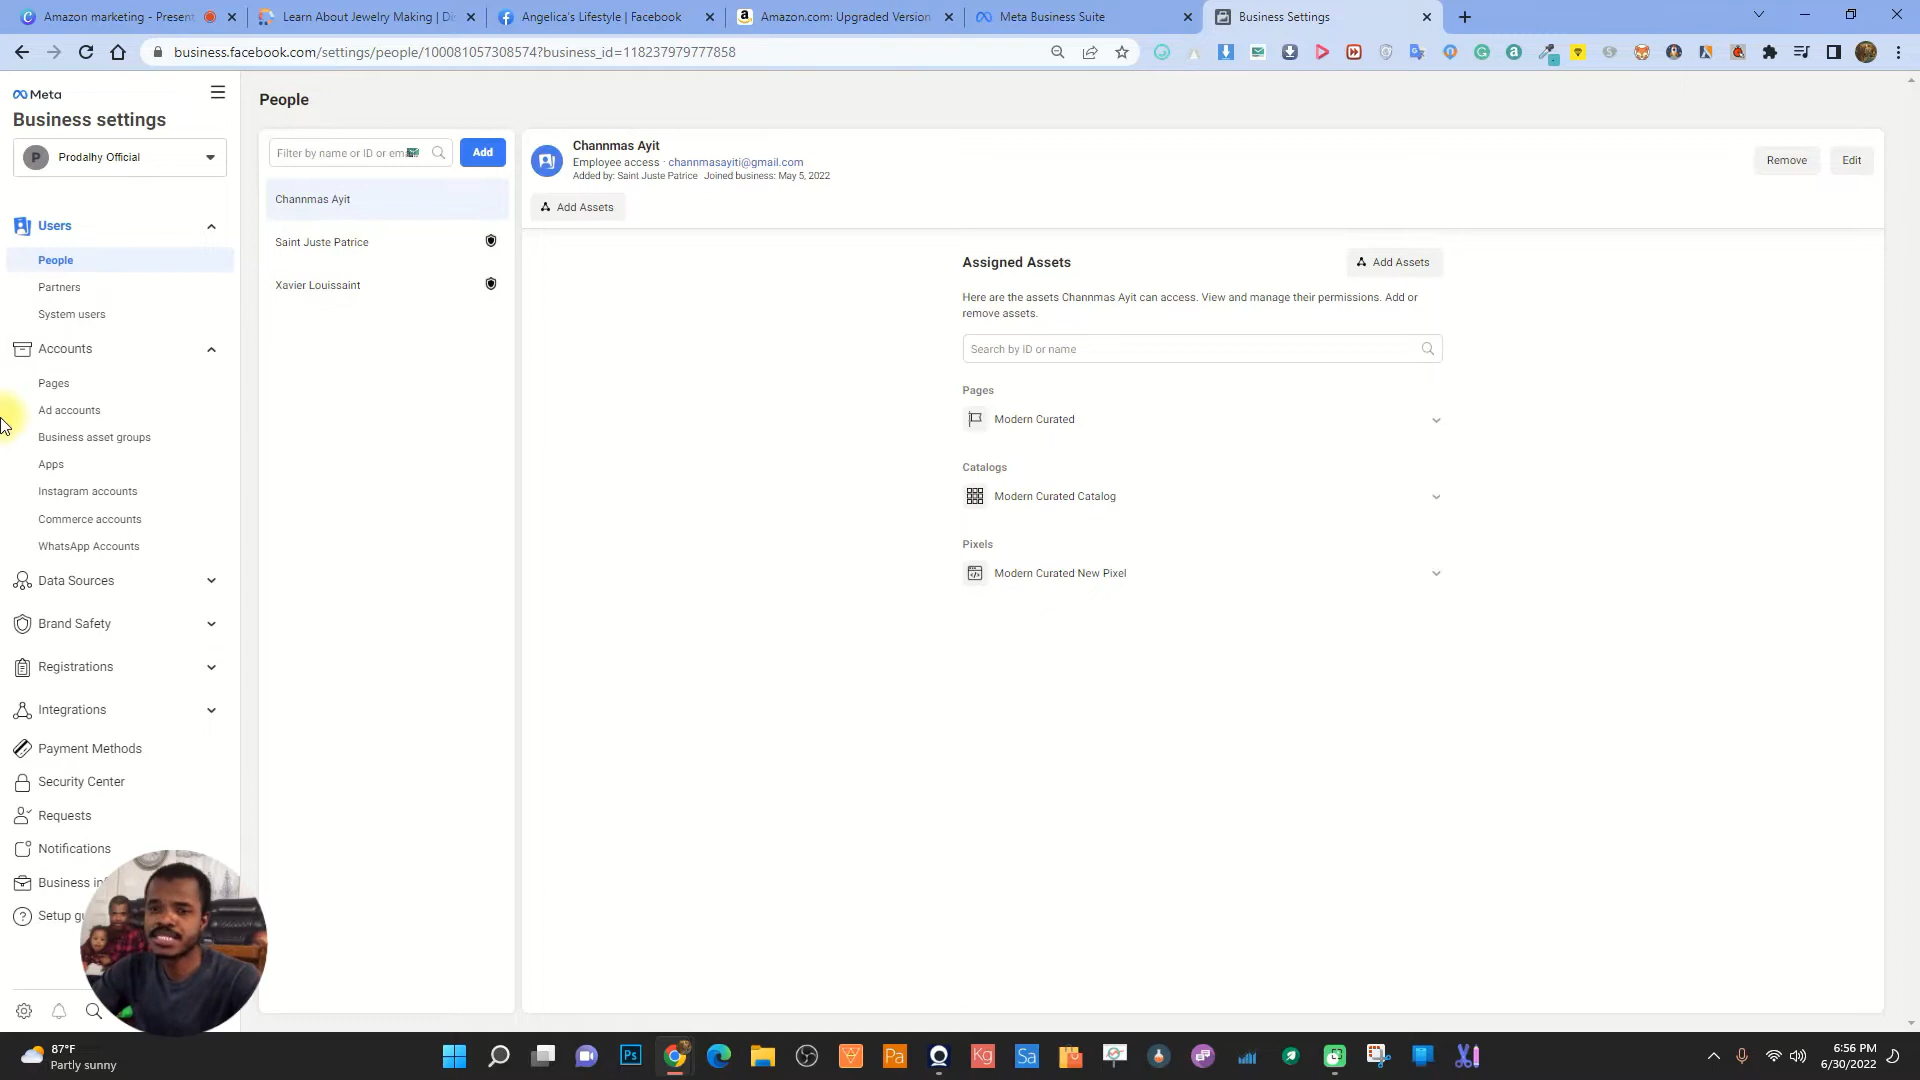 Amazon marketing - Present
Learn About Jewelry Making | Di
Angelica's Lifestyle | Facebook
Amazon.com: Upgraded Version
Meta Business Suite
Business Settings
business.facebook.com/settings/people/100081057308574?business_id=118237979777858
Meta
Business settings
P Prodalhy Official
Users
People
Partners
System users
Accounts
Pages
Ad accounts
Business asset groups
Apps
Instagram accounts
Commerce accounts
WhatsApp Accounts
Data Sources
Brand Safety
Registrations
Integrations
Payment Methods
Security Center
Requests
Notifications
Business in
Setup gu
People
Filter by name or ID or em
Add
Channmas Ayit
Saint Juste Patrice
Xavier Louissaint
Channmas Ayit
Employee access · channmasayiti@gmail.com
Added by: Saint Juste Patrice Joined business: May 5, 2022
Remove
Edit
Add Assets
Assigned Assets
Add Assets
Here are the assets Channmas Ayit can access. View and manage their permissions. Add or
remove assets.
Search by ID or name
Pages
Modern Curated
Catalogs
Modern Curated Catalog
Pixels
Modern Curated New Pixel
87°F
Partly sunny
Ps
Pa
Kg
Sa
6:56 PM
6/30/2022